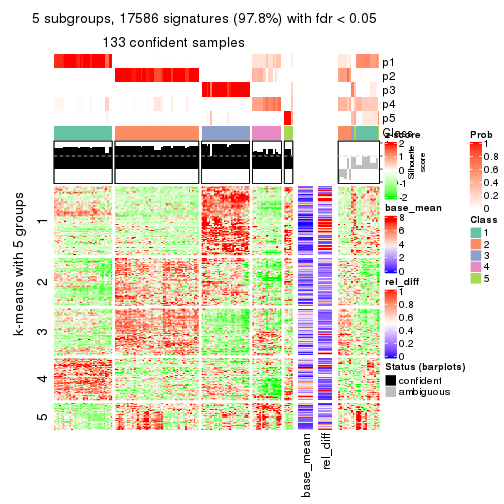 5 subgroups, 17586 signatures (97.8%) with fdr < 0.05
133 confident samples
p1
p2
p3
p4
p5
Class
Silhouette
score
k-means with 5 groups
1
2
3
4
5
base_mean
rel_diff
z-score
2
1
0
-1
-2
base_mean
8
6
4
2
0
rel_diff
1
0.8
0.6
0.4
0.2
0
Status (barplots)
confident
ambiguous
Prob
1
0.8
0.6
0.4
0.2
0
Class
1
2
3
4
5